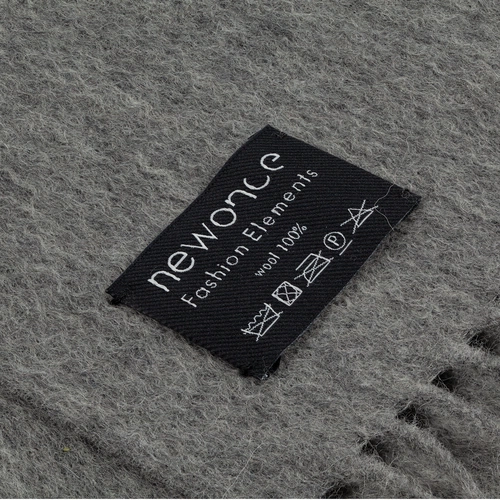 newonce
Fashion Elements
wool 100%
P